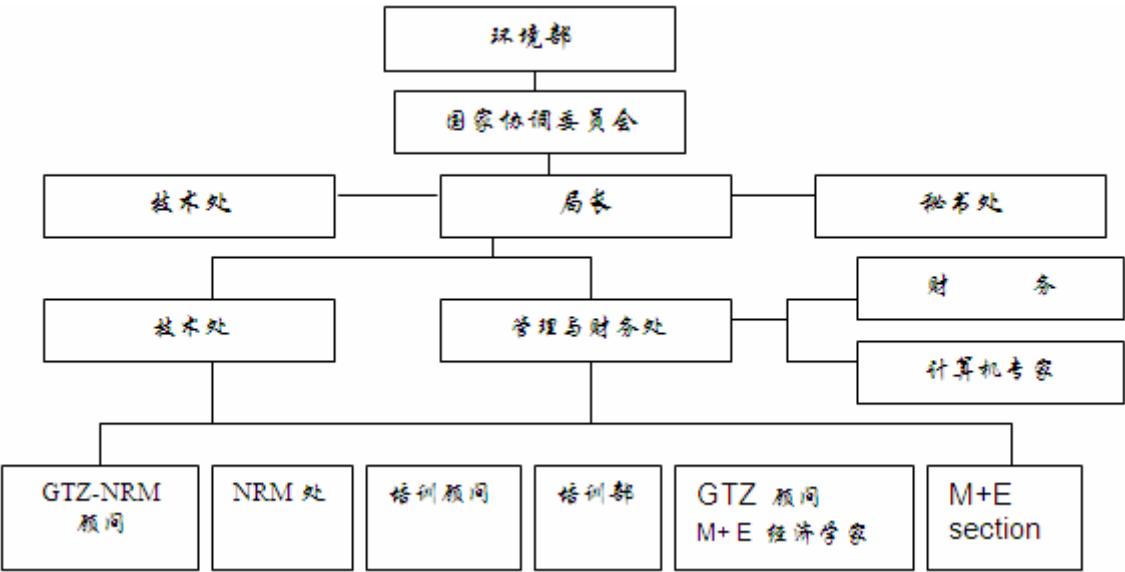 环境部
国家协调委员会
技术处
局长
秘书处
财 务
技术处
管理与财务处
计算机专家
GTZ-NRM
顾问
NRM 处
培训顾问
培训部
GTZ 顾问
M+E 经济学家
M+E
section